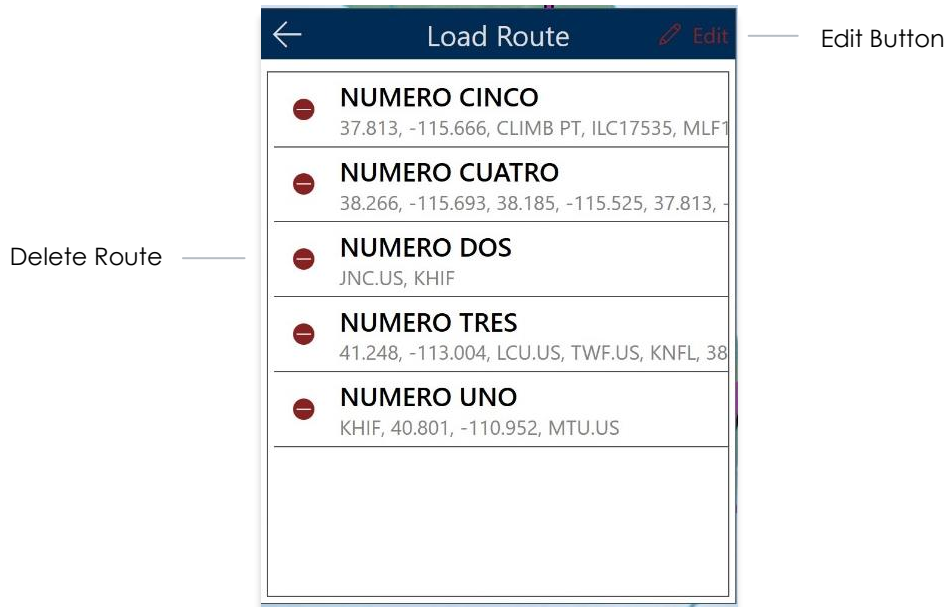 Load Route
Edit
Edit Button
NUMERO CINCO
37.813, -115.666, CLIMB PT, ILC17535, MLF1
NUMERO CUATRO
38.266, -115.693, 38.185, -115.525, 37.813, -
Delete Route
NUMERO DOS
JNC.US, KHIF
NUMERO TRES
41.248, -113.004, LCU.US, TWF.US, KNFL, 38
NUMERO UNO
KHIF, 40.801, -110.952, MTU.US